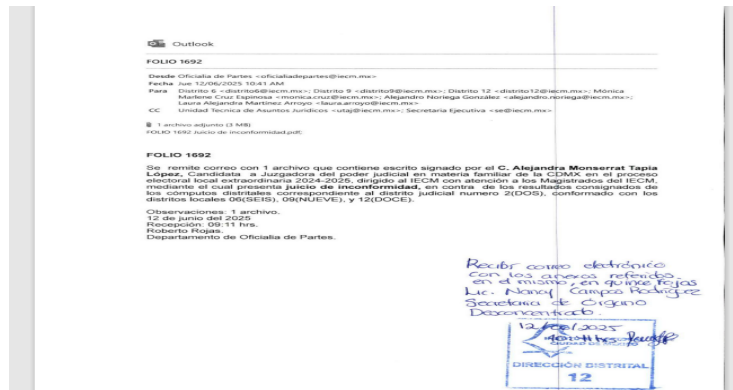 Outlook
FOLIO 1692
Desde Oficialia de Partes <oficialiadepartes@iecm.mx>
Fecha Jue 12/06/2025 10:41 AM
Para Distrito 6 <distrito6@iecm.mx>; Distrito 9 <distrito9@iecm.mx>; Distrito 12 <distrito12@iecm.mx>; Mónica
Marlene Cruz Espinosa <monica.cruz@iecm.mx>; Alejandro Noriega González <alejandro.noriega@iecm.mx>;
Laura Alejandra Martínez Arroyo <laura.arroyo@iecm.mx>
CC Unidad Tecnica de Asuntos Juridicos <utaj@iecm.mx>; Secretaria Ejecutiva <se@iecm.mx>
1 archivo adjunto (3 MB)
FOLIO 1692 Juicio de inconformidad.pdf;
FOLIO 1692
Se remite correo con 1 archivo que contiene escrito signado por el C. Alejandra Monserrat Tapia
López, Candidata a Juzgadora del poder judicial en materia familiar de la CDMX en el proceso
electoral local extraordinaria 2024-2025, dirigido al IECM con atención a los Magistrados del IECM,
mediante el cual presenta juicio de inconformidad, en contra de los resultados consignados de
los cómputos distritales correspondiente al distrito judicial numero 2(DOS), conformado con los
distritos locales 06(SEIS), 09(NUEVE), y 12(DOCE).
Observaciones: 1 archivo.
12 de junio del 2025
Recepción: 09:11 hrs.
Roberto Rojas.
Departamento de Oficialia de Partes.
Recibí correo electrónico
con los anexos referidos
en el mismo, en quince fojas
Lic. Nancy Campos Rodríguez
Secretaria de Órgano
Desconcentrado.
12/06/2025
hrs.
CIUDAD DE MÉXICO
DIRECCIÓN DISTRITAL
12